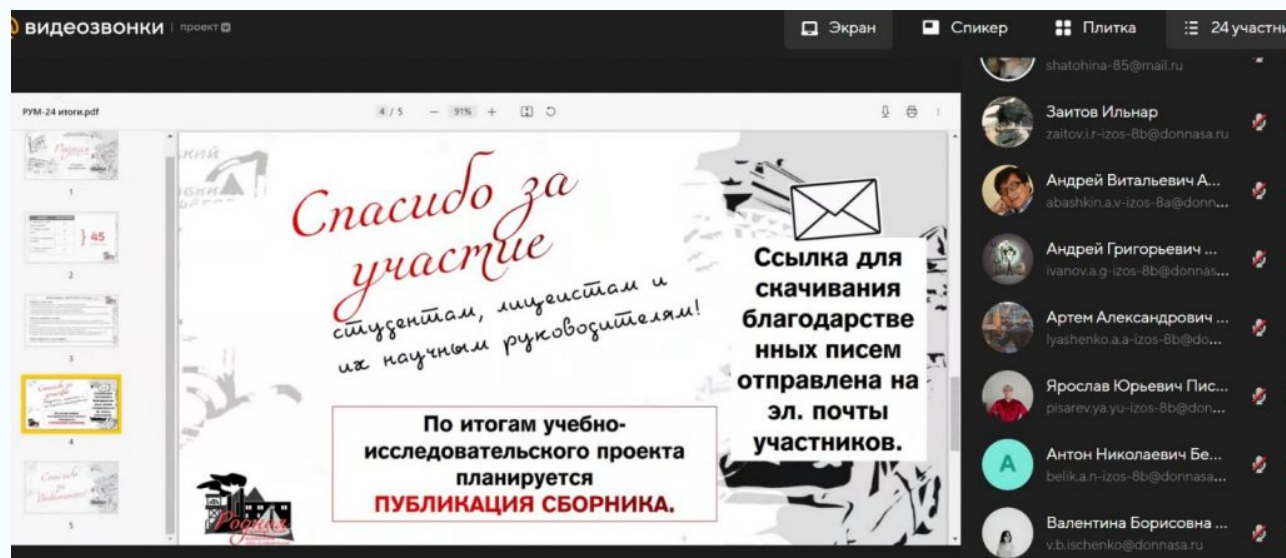 видеозвонки | проект
Экран
Спикер
Плитка
24 участни
РУМ-24 итоги.pdf
4 / 5
— 91% +
1
45
2
3
4
Спасибо за
5
Спасибо за
участие
студентам, лицеистам и
их научным руководителям!
По итогам учебно-
исследовательского проекта
планируется
ПУБЛИКАЦИЯ СБОРНИКА.
Родная
Ссылка для
скачивания
благодарстве
нных писем
отправлена на
эл. почты
участников.
shatohina-85@mail.ru
Заитов Ильнар
zaitov.i.r-izos-8b@donnasa.ru
Андрей Витальевич А...
abashkin.a.v-izos-8a@donn...
Андрей Григорьевич ...
ivanov.a.g-izos-8b@donnas...
Артем Александрович ...
lyashenko.a.a-izos-8b@do...
Ярослав Юрьевич Пис...
pisarev.ya.yu-izos-8b@don...
А
Антон Николаевич Бе...
belik.a.n-izos-8b@donnasa...
Валентина Борисовна ...
v.b.ischenko@donnasa.ru